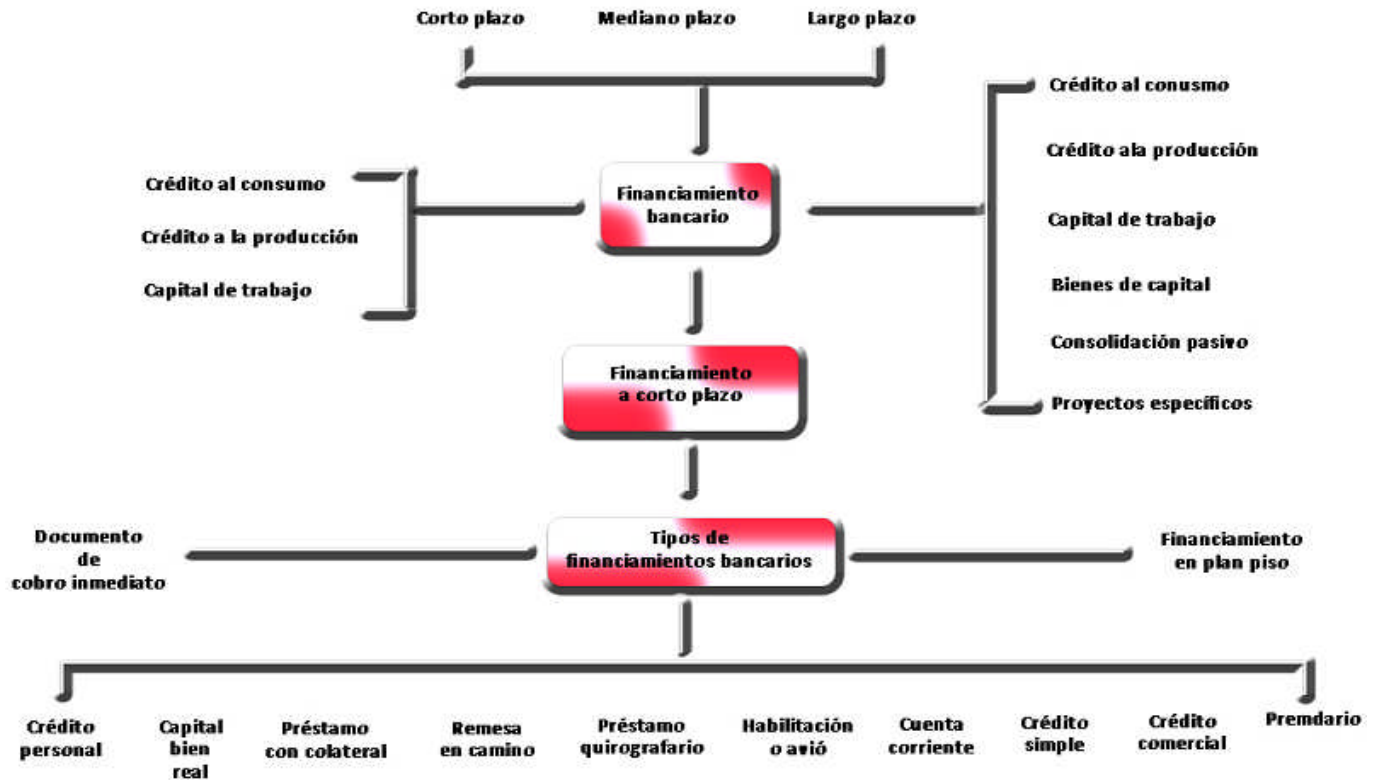 Corto plazo
Mediano plazo
Largo plazo
Crédito al consumo
Crédito a la producción
Capital de trabajo
Financiamiento
bancario
Crédito al conusmo
Crédito ala producción
Capital de trabajo
Bienes de capital
Consolidación pasivo
Proyectos específicos
Financiamiento
a corto plazo
Documento
de
cobro inmediato
Tipos de
financiamientos bancarios
Financiamiento
en plan piso
Crédito
personal
Capital
bien
real
Préstamo
con colateral
Remesa
en camino
Préstamo
quirografario
Habilitación
o avió
Cuenta
corriente
Crédito
simple
Crédito
comercial
Premdario